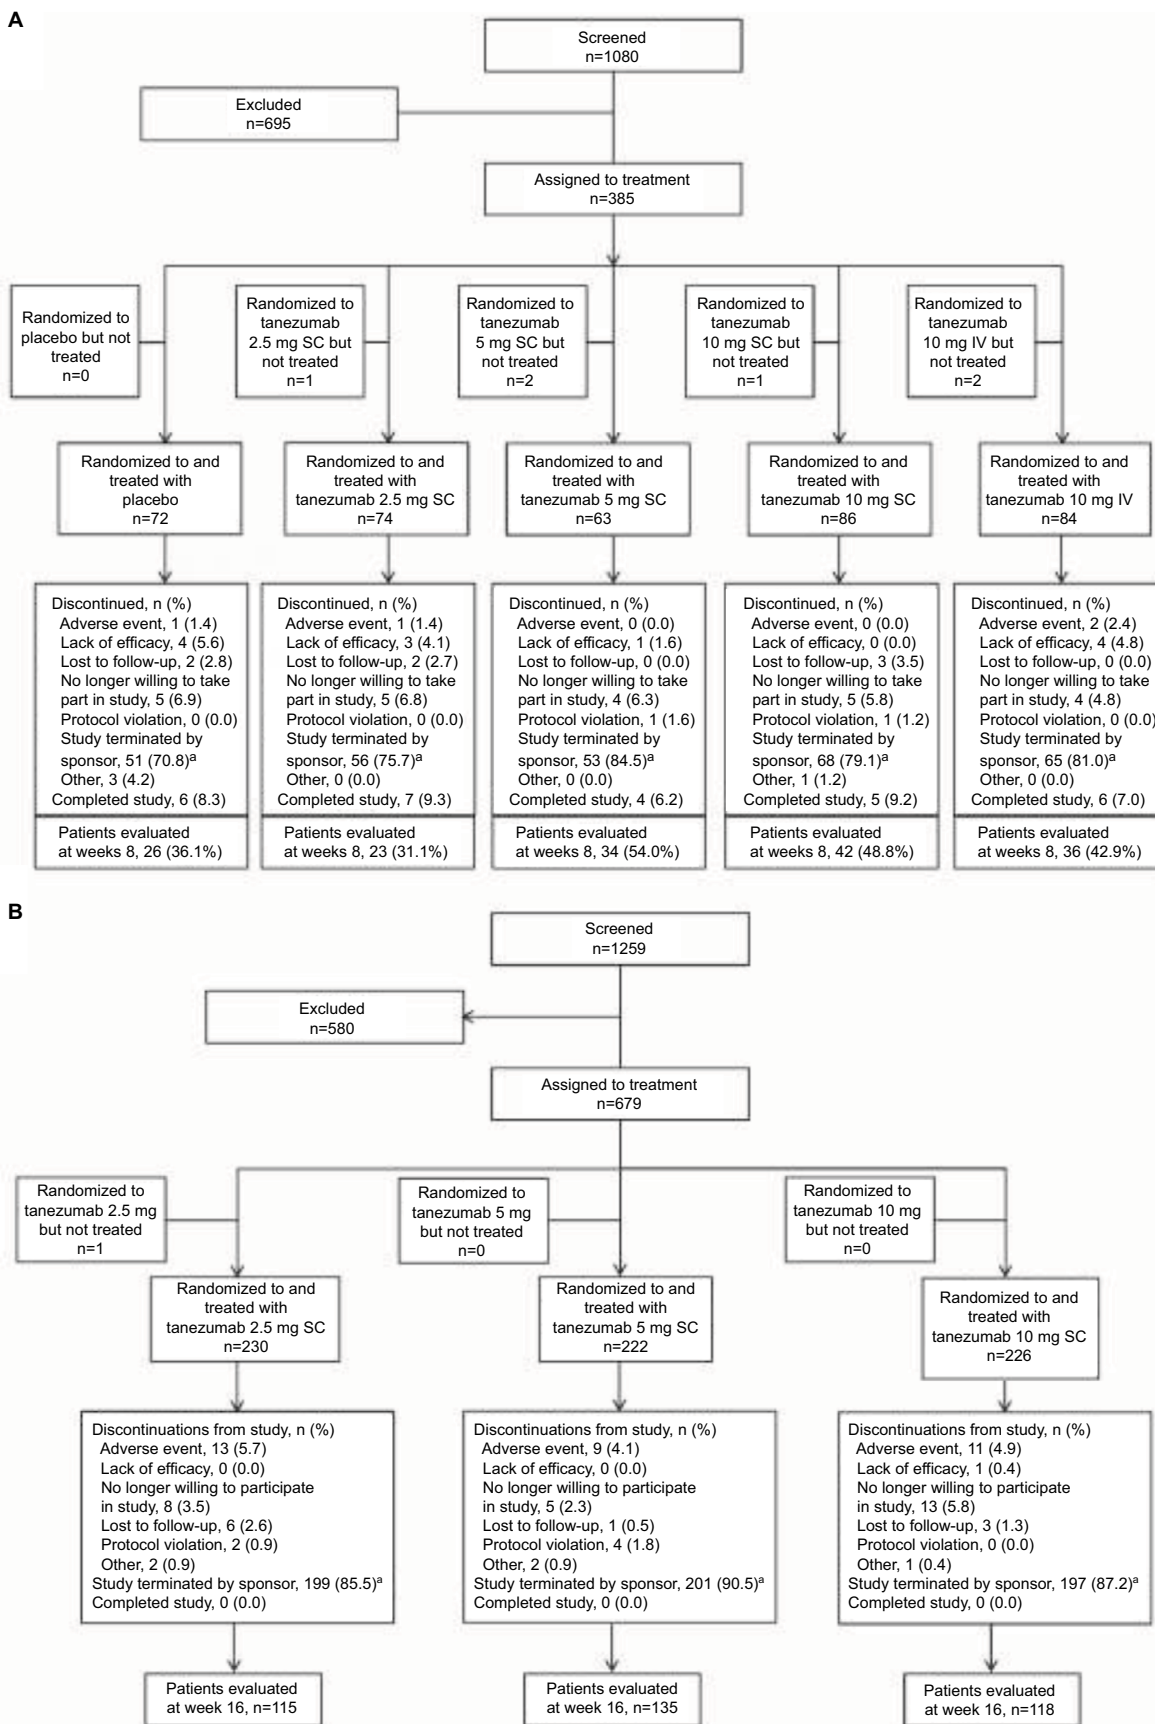 A
Screened
n=1080
Excluded
n=695
Assigned to treatment
n=385
Randomized to
placebo but not
treated
n=0
Randomized to
tanezumab
2.5 mg SC but
not treated
n=1
Randomized to
tanezumab
5 mg SC but
not treated
n=2
Randomized to
tanezumab
10 mg SC but
not treated
n=1
Randomized to
tanezumab
10 mg IV but
not treated
n=2
Randomized to and
treated with
placebo
n=72
Randomized to and
treated with
tanezumab 2.5 mg SC
n=74
Randomized to and
treated with
tanezumab 5 mg SC
n=63
Randomized to and
treated with
tanezumab 10 mg SC
n=86
Randomized to and
treated with
tanezumab 10 mg IV
n=84
Discontinued, n (%)
Adverse event, 1 (1.4)
Lack of efficacy, 4 (5.6)
Lost to follow-up, 2 (2.8)
No longer willing to take
part in study, 5 (6.9)
Protocol violation, 0 (0.0)
Study terminated by
sponsor, 51 (70.8)a
Other, 3 (4.2)
Completed study, 6 (8.3)
Patients evaluated
at weeks 8, 26 (36.1%)
Discontinued, n (%)
Adverse event, 1 (1.4)
Lack of efficacy, 3 (4.1)
Lost to follow-up, 2 (2.7)
No longer willing to take
part in study, 5 (6.8)
Protocol violation, 0 (0.0)
Study terminated by
sponsor, 56 (75.7)a
Other, 0 (0.0)
Completed study, 7 (9.3)
Patients evaluated
at weeks 8, 23 (31.1%)
Discontinued, n (%)
Adverse event, 0 (0.0)
Lack of efficacy, 1 (1.6)
Lost to follow-up, 0 (0.0)
No longer willing to take
part in study, 4 (6.3)
Protocol violation, 1 (1.6)
Study terminated by
sponsor, 53 (84.5)a
Other, 0 (0.0)
Completed study, 4 (6.2)
Patients evaluated
at weeks 8, 34 (54.0%)
Discontinued, n (%)
Adverse event, 0 (0.0)
Lack of efficacy, 0 (0.0)
Lost to follow-up, 3 (3.5)
No longer willing to take
part in study, 5 (5.8)
Protocol violation, 1 (1.2)
Study terminated by
sponsor, 68 (79.1)a
Other, 1 (1.2)
Completed study, 5 (9.2)
Patients evaluated
at weeks 8, 42 (48.8%)
Discontinued, n (%)
Adverse event, 2 (2.4)
Lack of efficacy, 4 (4.8)
Lost to follow-up, 0 (0.0)
No longer willing to take
part in study, 4 (4.8)
Protocol violation, 0 (0.0)
Study terminated by
sponsor, 65 (81.0)a
Other, 0 (0.0)
Completed study, 6 (7.0)
Patients evaluated
at weeks 8, 36 (42.9%)
B
Screened
n=1259
Excluded
n=580
Assigned to treatment
n=679
Randomized to
tanezumab 2.5 mg
but not treated
n=1
Randomized to
tanezumab 5 mg
but not treated
n=0
Randomized to
tanezumab 10 mg
but not treated
n=0
Randomized to and
treated with
tanezumab 2.5 mg SC
n=230
Randomized to and
treated with
tanezumab 5 mg SC
n=222
Randomized to and
treated with
tanezumab 10 mg SC
n=226
Discontinuations from study, n (%)
Adverse event, 13 (5.7)
Lack of efficacy, 0 (0.0)
No longer willing to participate
in study, 8 (3.5)
Lost to follow-up, 6 (2.6)
Protocol violation, 2 (0.9)
Other, 2 (0.9)
Study terminated by sponsor, 199 (85.5)a
Completed study, 0 (0.0)
Discontinuations from study, n (%)
Adverse event, 9 (4.1)
Lack of efficacy, 0 (0.0)
No longer willing to participate
in study, 5 (2.3)
Lost to follow-up, 1 (0.5)
Protocol violation, 4 (1.8)
Other, 2 (0.9)
Study terminated by sponsor, 201 (90.5)a
Completed study, 0 (0.0)
Discontinuations from study, n (%)
Adverse event, 11 (4.9)
Lack of efficacy, 1 (0.4)
No longer willing to participate
in study, 13 (5.8)
Lost to follow-up, 3 (1.3)
Protocol violation, 0 (0.0)
Other, 1 (0.4)
Study terminated by sponsor, 197 (87.2)a
Completed study, 0 (0.0)
Patients evaluated
at week 16, n=115
Patients evaluated
at week 16, n=135
Patients evaluated
at week 16, n=118